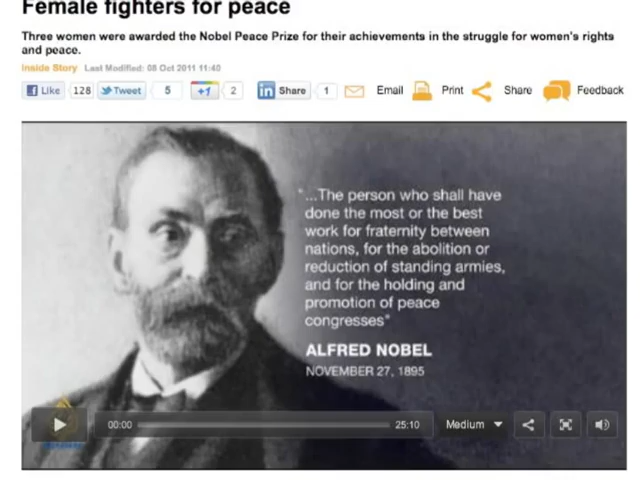 Female fighters for peace
Three women were awarded the Nobel Peace Prize for their achievements in the struggle for women's rights
and peace.
Inside Story Last Modified: 08 Oct 2011 11:40
Like 128 Tweet 5 +1 2 in Share 1 Email Print Share Feedback
"...The person who shall have
done the most or the best
work for fraternity between
nations, for the abolition or
reduction of standing armies,
and for the holding and
promotion of peace
congresses"
ALFRED NOBEL
NOVEMBER 27, 1895
00:00 25:10 Medium